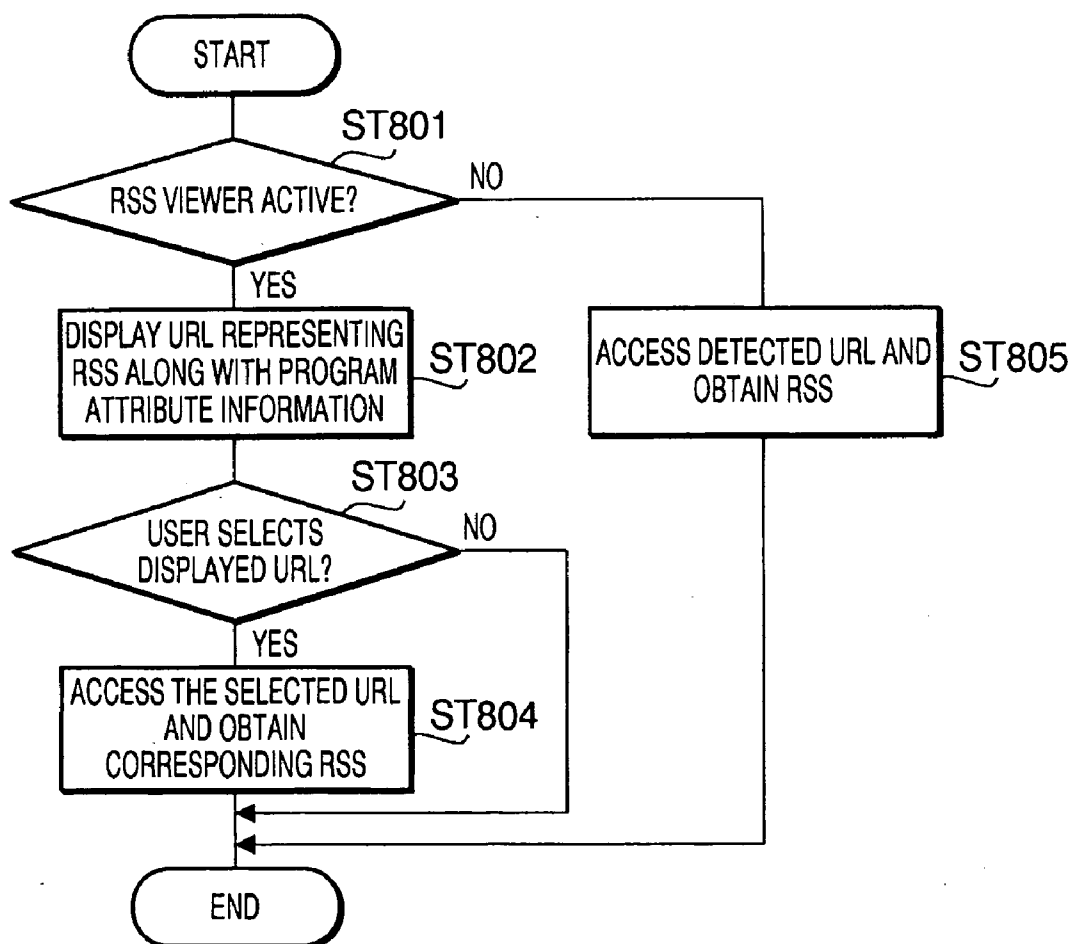 START
ST801
RSS VIEWER ACTIVE?
NO
YES
DISPLAY URL REPRESENTING
RSS ALONG WITH PROGRAM
ATTRIBUTE INFORMATION
ST802
ACCESS DETECTED URL AND
OBTAIN RSS
ST805
ST803
USER SELECTS
DISPLAYED URL?
NO
YES
ACCESS THE SELECTED URL
AND OBTAIN
CORRESPONDING RSS
ST804
END